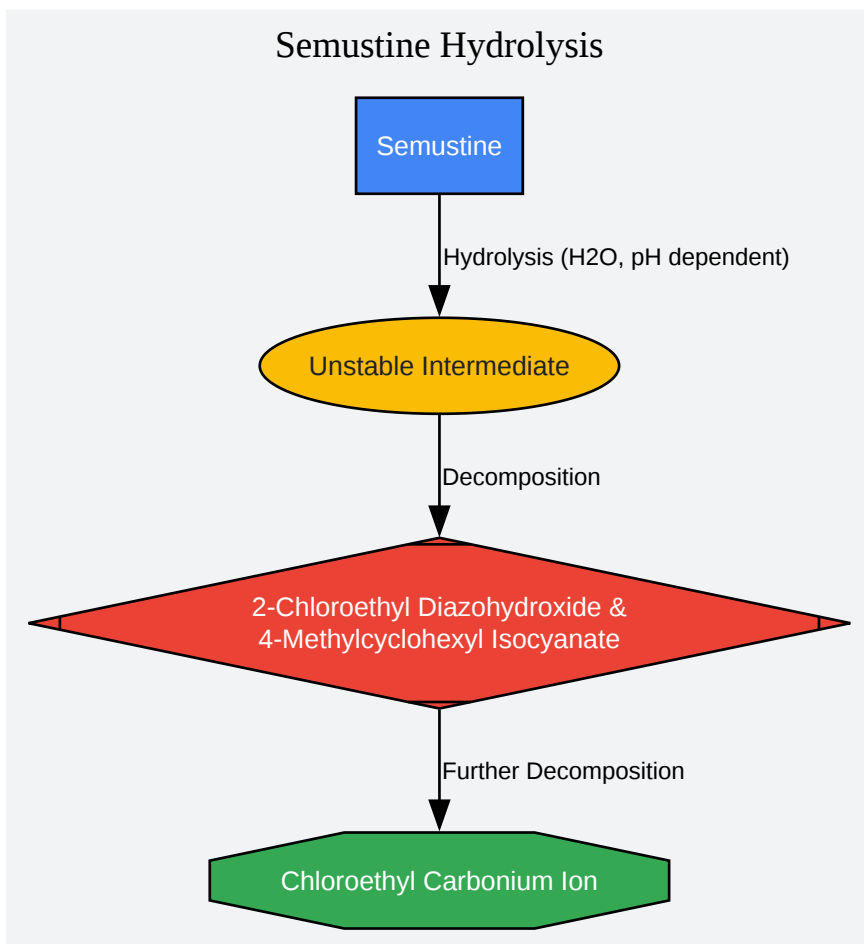 Semustine Hydrolysis
Semustine
Hydrolysis (H2O, pH dependent)
Unstable Intermediate
Decomposition
2-Chloroethyl Diazohydroxide &
4-Methylcyclohexyl Isocyanate
Further Decomposition
Chloroethyl Carbonium Ion